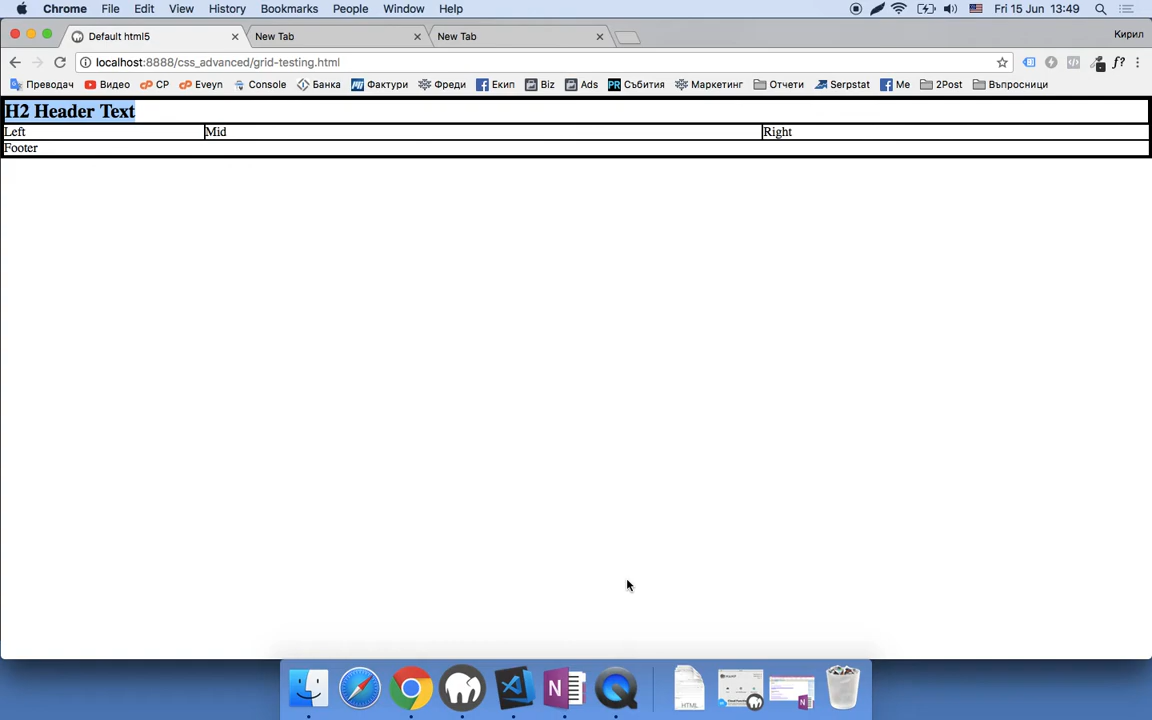 Chrome File Edit View History Bookmarks People Window Help Fri 15 Jun 13:49
Default html5 New Tab New Tab Кирил
localhost:8888/css_advanced/grid-testing.html f?
Преводач Видео CP Eveyn Console Банка Фактури Фреди Екип Biz Ads Събития Маркетинг Отчети Serpstat Me 2Post Въпросници
H2 Header Text
Left Mid Right
Footer
HTML